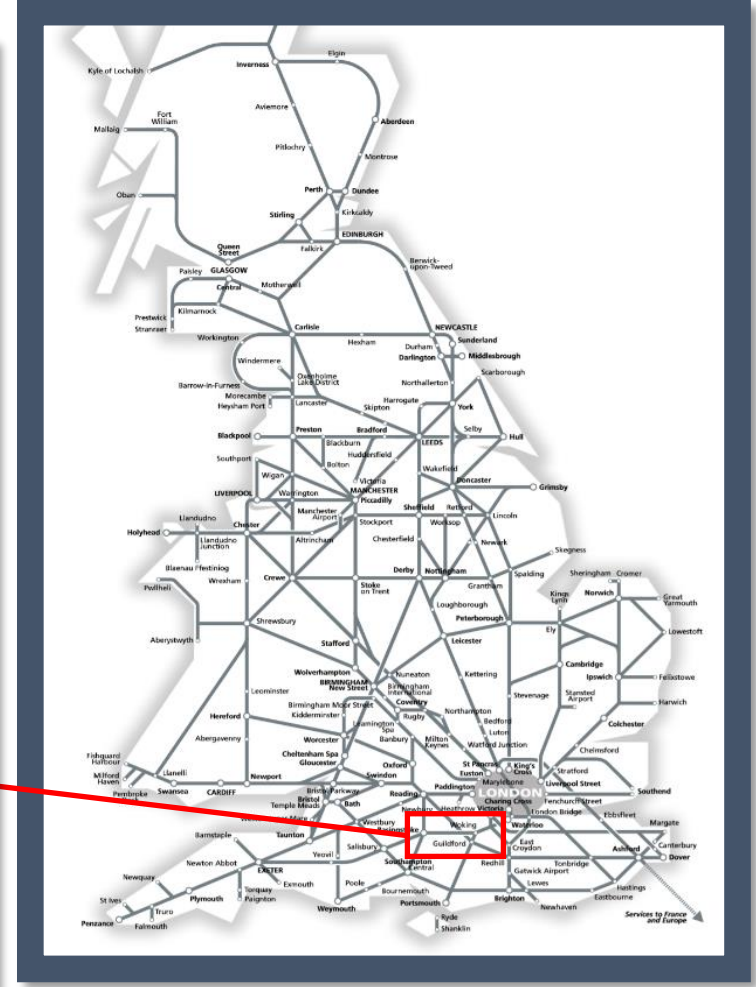 Elgin
Kyle of Lochalsh
Inverness
Aviemore
Fort
William
Mallaig
Aberdeen
Pitlochry
Montrose
Oban
Perth
Dundee
Stirling
Kirkcaldy
Queen
Street
Falkirk
EDINBURGH
Berwick-
upon-Tweed
Paisley
GLASGOW
Central
Motherwell
Prestwick
Kilmarnock
Stranraer
Carlisle
NEWCASTLE
Workington
Hexham
Durham
Sunderland
Windermere
Darlington
Middlesbrough
Oxenholme
Lake District
Northallerton
Scarborough
Barrow-in-Furness
Morecambe
Heysham Port
Lancaster
Harrogate
Skipton
York
Blackpool
Preston
Bradford
Selby
Blackburn
LEEDS
Hull
Southport
Huddersfield
Bolton
Wakefield
Wigan
Victoria
Doncaster
LIVERPOOL
Warrington
MANCHESTER
Piccadilly
Grimsby
Llandudno
Manchester
Airport
Sheffield
Retford
Lincoln
Holyhead
Chester
Stockport
Worksop
Llandudno
Junction
Altrincham
Chesterfield
Newark
Skegness
Blaenau Ffestiniog
Derby
Nottingham
Wrexham
Crewe
Stoke
on Trent
Grantham
Spalding
Sheringham
Cromer
Pwllheli
Kings
Lynn
Norwich
Great
Yarmouth
Loughborough
Peterborough
Shrewsbury
Ely
Lowestoft
Aberystwyth
Stafford
Leicester
Wolverhampton
Cambridge
BIRMINGHAM
New Street
Nuneaton
Kettering
Ipswich
Felixstowe
Leominster
Birmingham
International
Stevenage
Stansted
Airport
Birmingham Moor Street
Coventry
Harwich
Hereford
Kidderminster
Rugby
Northampton
Leamington
Spa
Bedford
Colchester
Abergavenny
Worcester
Banbury
Milton
Keynes
Luton
Cheltenham Spa
Watford Junction
Chelmsford
Fishguard
Harbour
Gloucester
Oxford
St Pancras
King's
Cross
Milford
Haven
Llanelli
Newport
Swindon
Euston
Stratford
Marylebone
Pembroke
Swansea
CARDIFF
Bristol Parkway
Reading
Paddington
LONDON
Liverpool Street
Southend
Bristol
Temple Meads
Bath
Newbury
Heathrow
Victoria
Charing Cross
Fenchurch Street
London Bridge
Ebbsfleet
Westbury
Basingstoke
Woking
Waterloo
Margate
Barnstaple
Taunton
Salisbury
Guildford
East
Croydon
Canterbury
Newton Abbot
Yeovil
Southampton
Central
Redhill
Tonbridge
Ashford
Dover
EXETER
Gatwick Airport
Newquay
Exmouth
Poole
Bournemouth
Lewes
Hastings
St Ives
Plymouth
Torquay
Paignton
Weymouth
Portsmouth
Brighton
Newhaven
Eastbourne
Truro
Ryde
Services to France
and Europe
Penzance
Falmouth
Shanklin